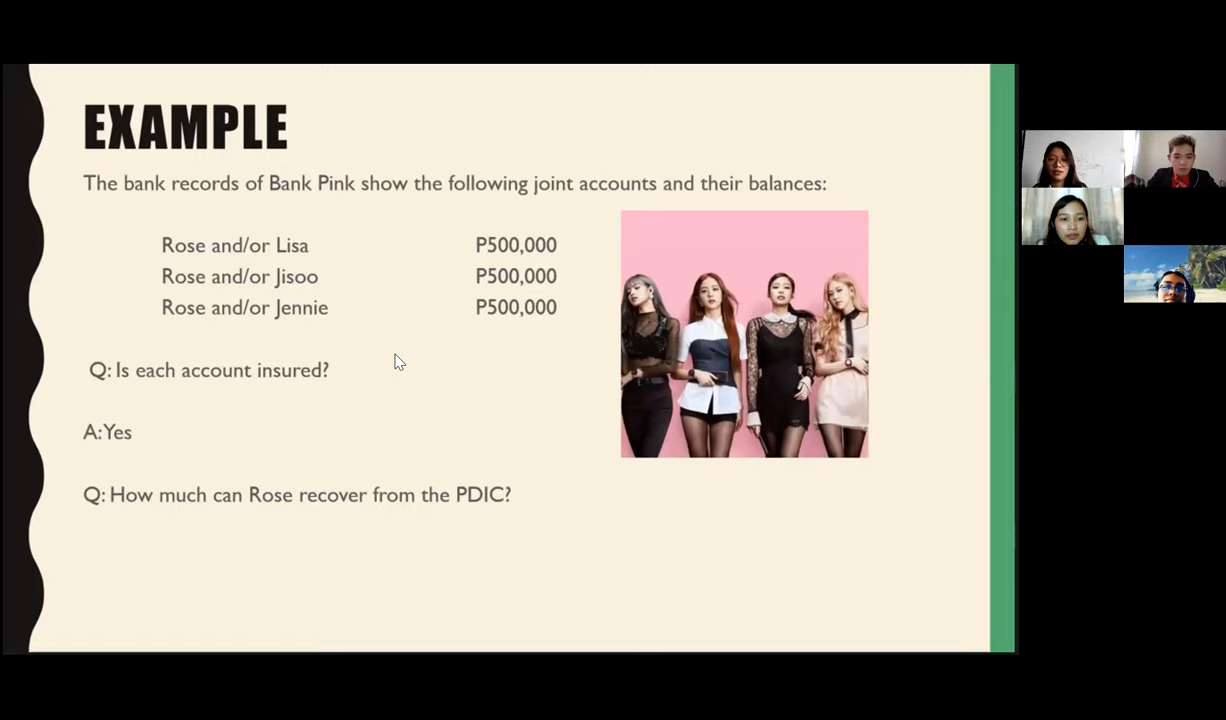 EXAMPLE
The bank records of Bank Pink show the following joint accounts and their balances:
Rose and/or Lisa P500,000
Rose and/or Jisoo P500,000
Rose and/or Jennie P500,000
Q: Is each account insured?
A: Yes
Q: How much can Rose recover from the PDIC?